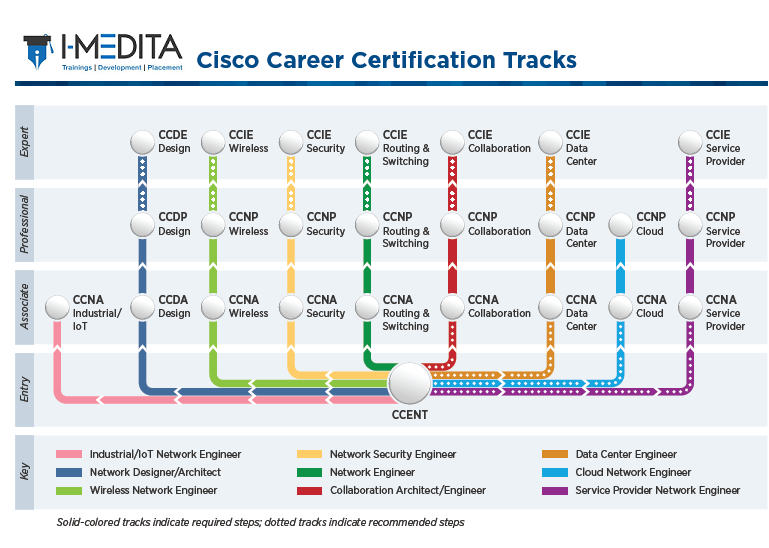 I-MEDITA
Trainings | Development | Placement
Cisco Career Certification Tracks
Expert
CCDE
Design
CCIE
Wireless
CCIE
Security
CCIE
Routing &
Switching
CCIE
Collaboration
CCIE
Data
Center
CCIE
Service
Provider
Professional
CCDP
Design
CCNP
Wireless
CCNP
Security
CCNP
Routing &
Switching
CCNP
Collaboration
CCNP
Data
Center
CCNP
Cloud
CCNP
Service
Provider
Associate
CCNA
Industrial/
IoT
CCDA
Design
CCNA
Wireless
CCNA
Security
CCNA
Routing &
Switching
CCNA
Collaboration
CCNA
Data
Center
CCNA
Cloud
CCNA
Service
Provider
Entry
CCENT
Key
Industrial/IoT Network Engineer
Network Designer/Architect
Wireless Network Engineer
Network Security Engineer
Network Engineer
Collaboration Architect/Engineer
Data Center Engineer
Cloud Network Engineer
Service Provider Network Engineer
Solid-colored tracks indicate required steps; dotted tracks indicate recommended steps